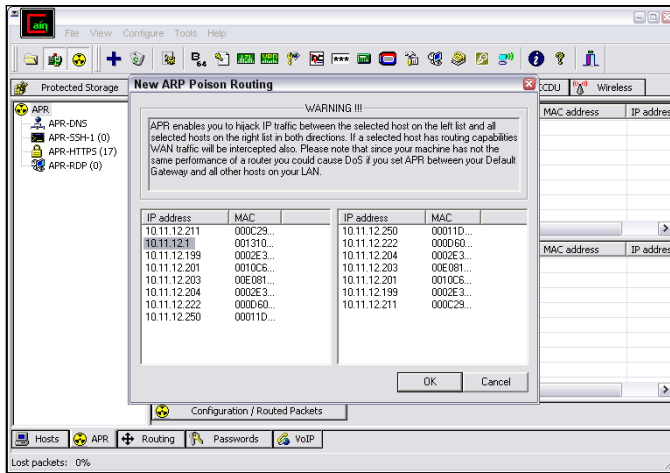 Cain
File View Configure Tools Help
B64
Protected Storage
CCDU Wireless
New ARP Poison Routing
WARNING !!!
APR enables you to hijack IP traffic between the selected host on the left list and all
selected hosts on the right list in both directions. If a selected host has routing capabilities
WAN traffic will be intercepted also. Please note that since your machine has not the
same performance of a router you could cause DoS if you set APR between your Default
Gateway and all other hosts on your LAN.
APR
APR-DNS
APR-SSH-1 (0)
APR-HTTPS (17)
APR-RDP (0)
IP address MAC
10.11.12.211 000C29...
10.11.12.1 001310...
10.11.12.199 0002E3...
10.11.12.201 0010C6...
10.11.12.203 00E081...
10.11.12.204 0002E3...
10.11.12.222 000D60...
10.11.12.250 00011D...
IP address MAC
10.11.12.250 00011D...
10.11.12.222 000D60...
10.11.12.204 0002E3...
10.11.12.203 00E081...
10.11.12.201 0010C6...
10.11.12.199 0002E3...
10.11.12.211 000C29...
MAC address IP addres
MAC address IP addres
OK Cancel
Configuration / Routed Packets
Hosts APR Routing Passwords VoIP
Lost packets: 0%